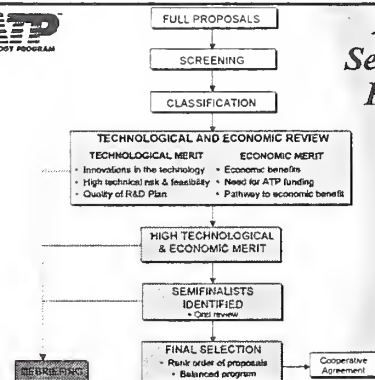 ATP
FULL PROPOSALS
SCREENING
CLASSIFICATION
TECHNOLOGICAL AND ECONOMIC REVIEW
TECHNOLOGICAL MERIT
• Innovations in the technology
• High technical risk & feasibility
• Quality of R&D Plan
ECONOMIC MERIT
• Economic benefits
• Need for ATP funding
• Pathway to economic benefit
HIGH TECHNOLOGICAL
& ECONOMIC MERIT
SEMIFINALISTS
IDENTIFIED
• Oral review
FINAL SELECTION
• Rank order of proposals
• Balanced program
Cooperative
Agreement
DEBRIEFING